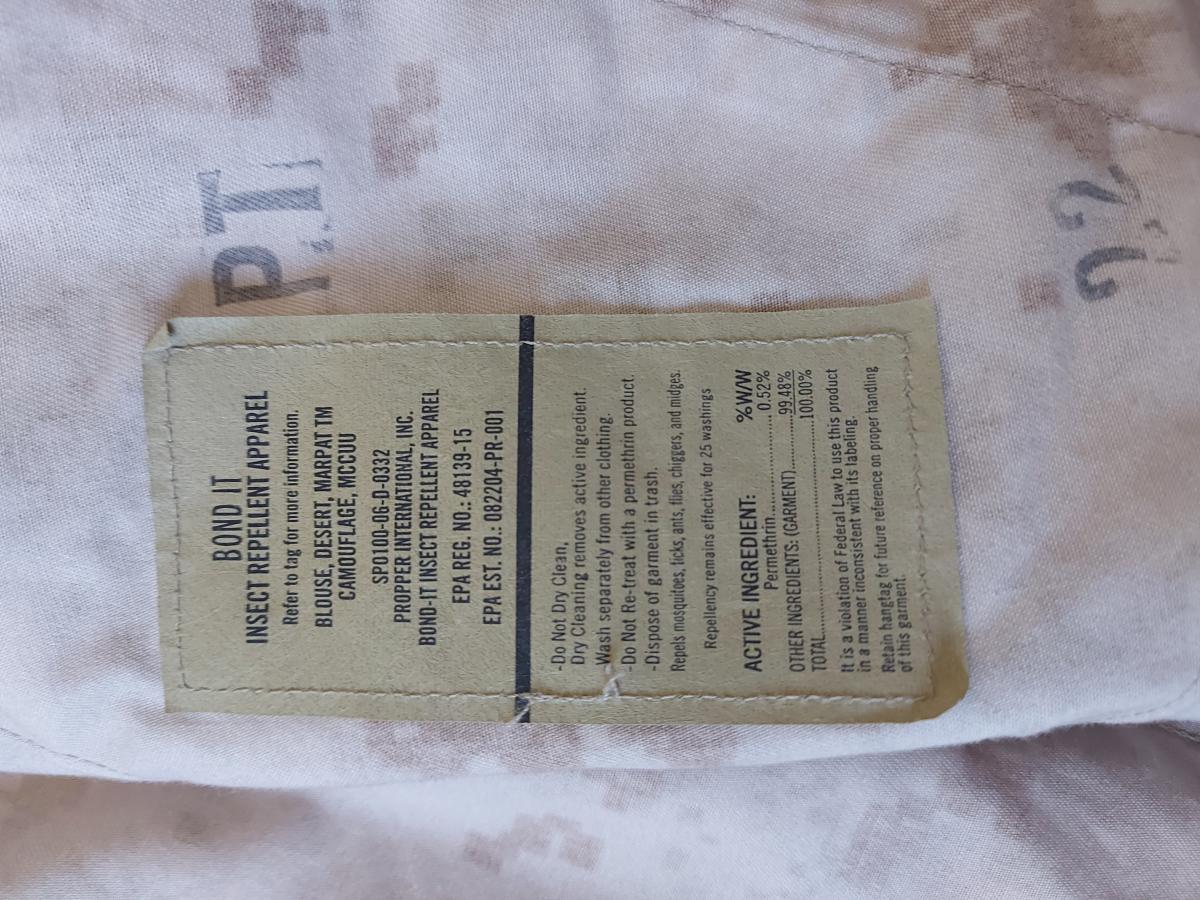 BOND IT
INSECT REPELLENT APPAREL
Refer to tag for more information.
BLOUSE, DESERT, MARPAT TM
CAMOUFLAGE, MCCUU
SP0100-06-D-0332
PROPPER INTERNATIONAL, INC.
BOND-IT INSECT REPELLENT APPAREL
EPA REG. NO.: 48139-15
EPA EST. NO.: 082204-PR-001
-Do Not Dry Clean,
Dry Cleaning removes active ingredient.
Wash separately from other clothing.
-Do Not Re-treat with a permethrin product.
-Dispose of garment in trash.
Repels mosquitoes, ticks, ants, flies, chiggers, and midges.
Repellency remains effective for 25 washings
ACTIVE INGREDIENT: %W/W
Permethrin..............0.52%
OTHER INGREDIENTS: (GARMENT)..........99.48%
TOTAL..............................100.00%
It is a violation of Federal Law to use this product
in a manner inconsistent with its labeling.
Retain hangtag for future reference on proper handling
of this garment.
P.T.